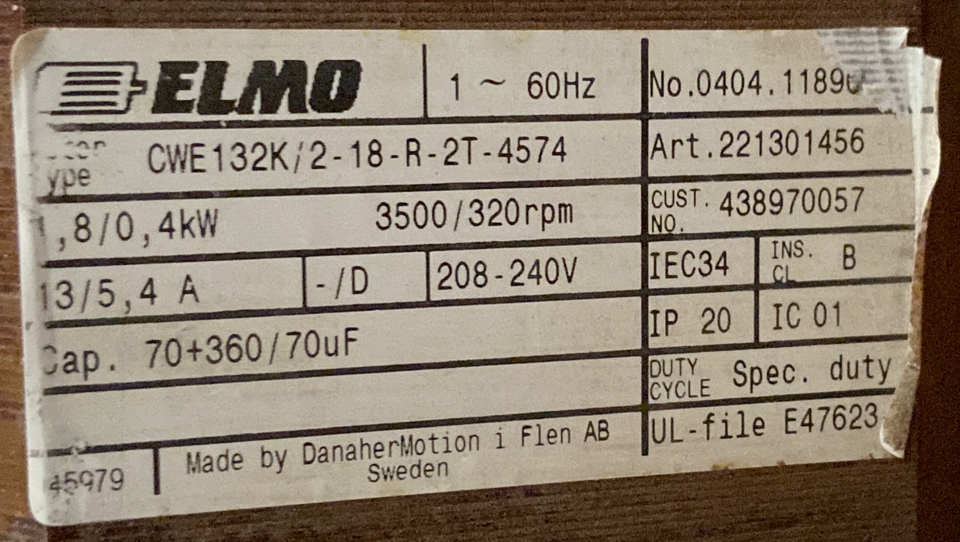 ELMO
1 ~ 60Hz
No.0404.1189
ype CWE132K/2-18-R-2T-4574
Art.221301456
,8/0,4kW 3500/320rpm
CUST. NO. 438970057
13/5,4 A -/D 208-240V
IEC34 INS. CL B
Cap. 70+360/70uF
IP 20 IC 01
DUTY CYCLE Spec. duty
UL-file E47623
45979
Made by DanaherMotion i Flen AB
Sweden